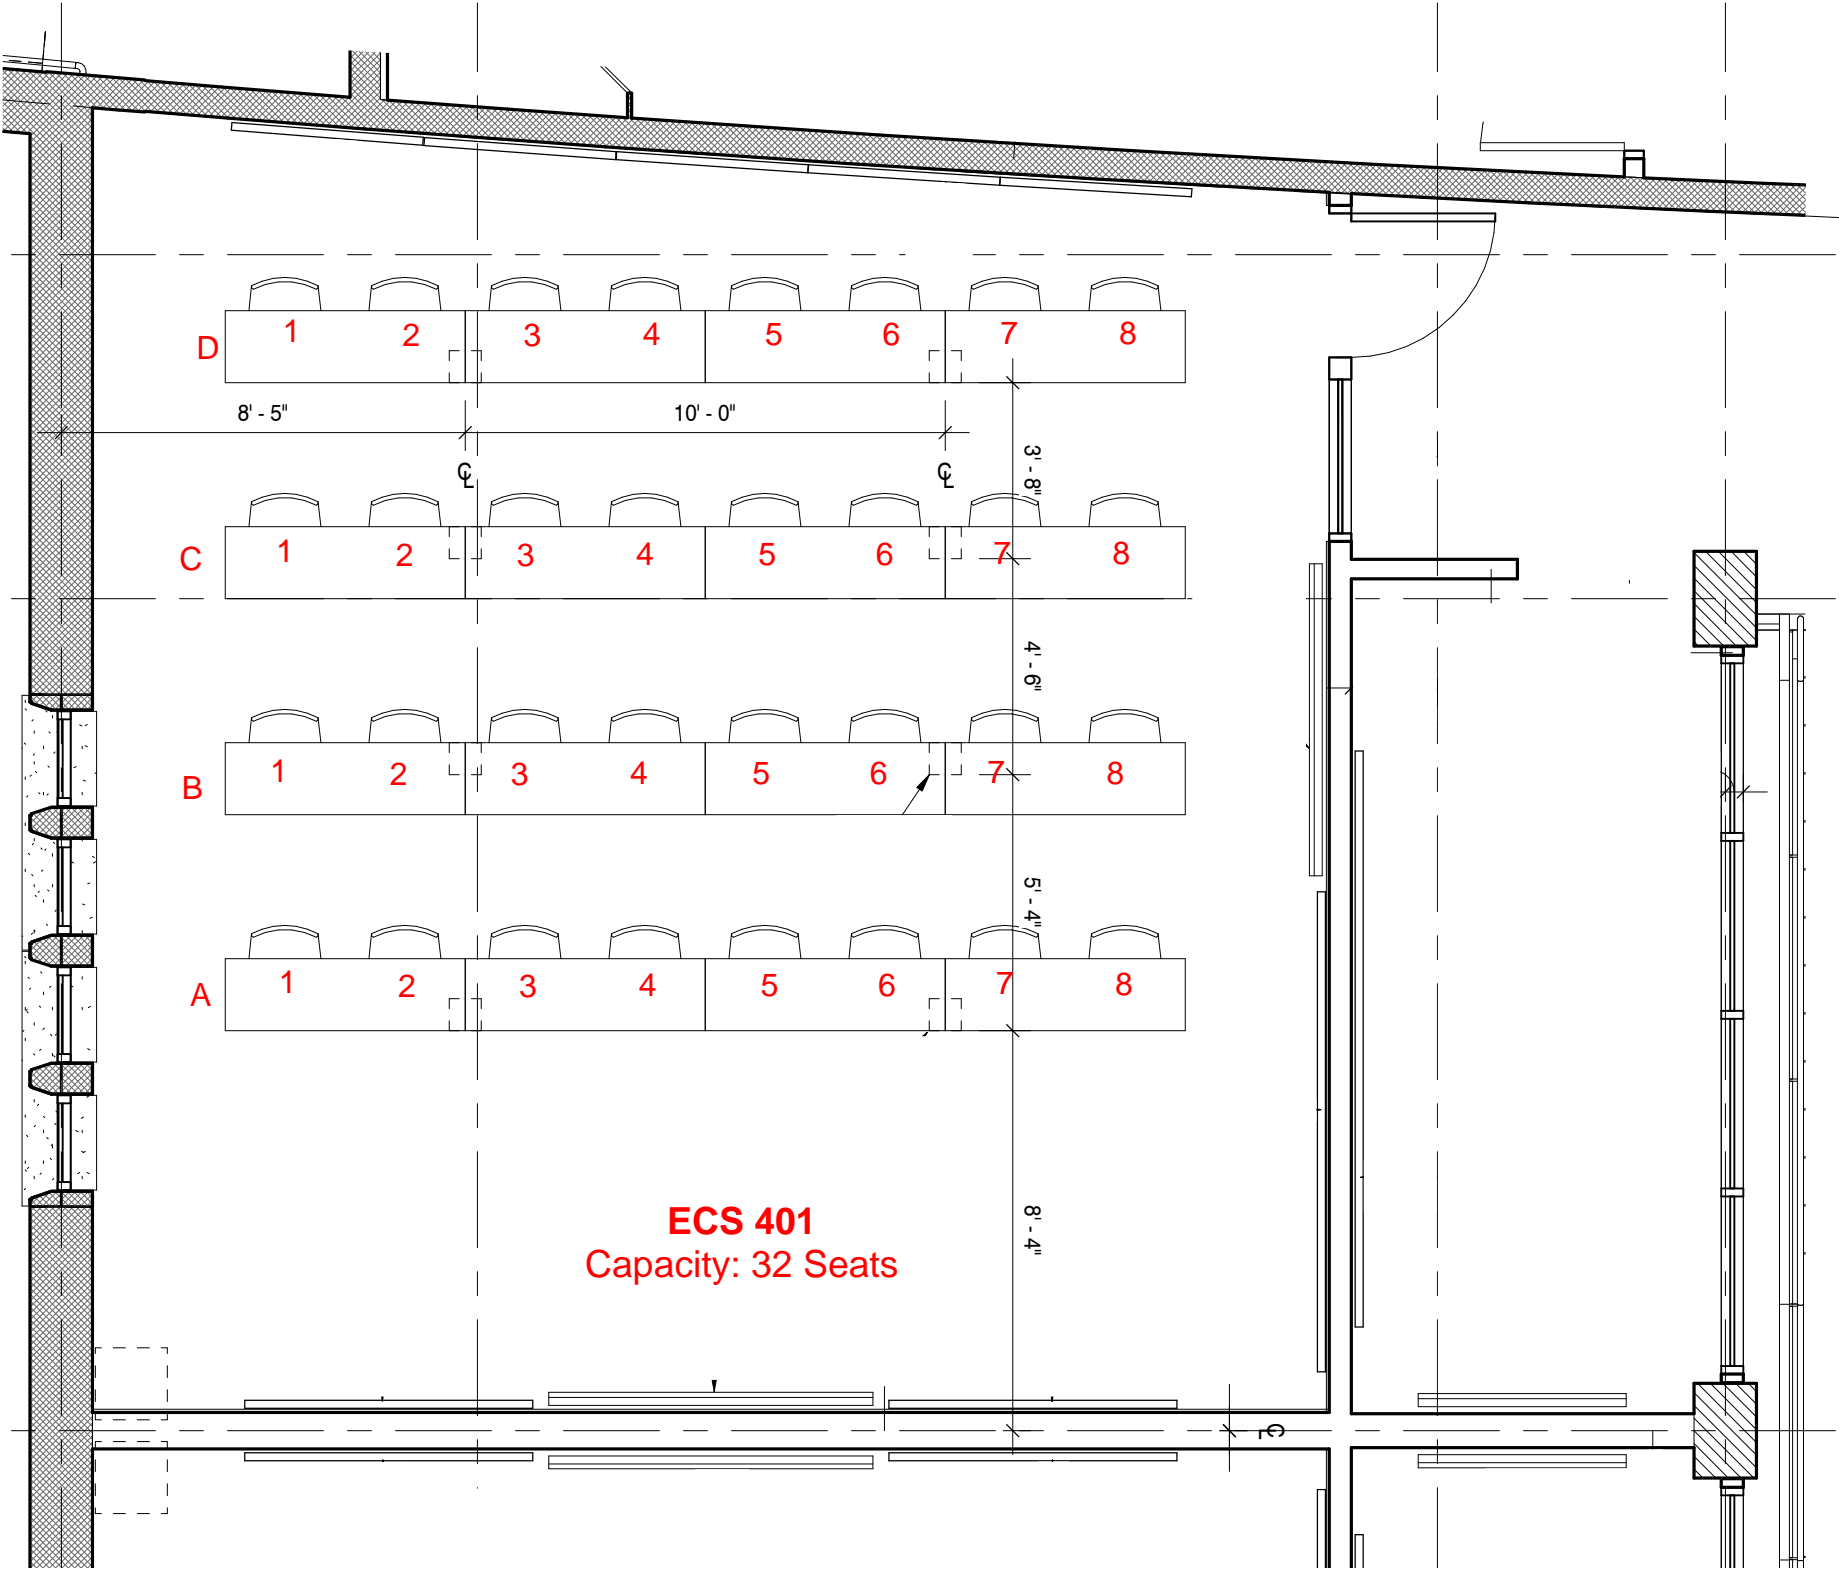 D 1 2 3 4 5 6 7 8
8' - 5" 10' - 0"
3' - 8"
℄ ℄
C 1 2 3 4 5 6 7 8
4' - 6"
B 1 2 3 4 5 6 7 8
5' - 4"
A 1 2 3 4 5 6 7 8
8' - 4"
ECS 401
Capacity: 32 Seats
℄